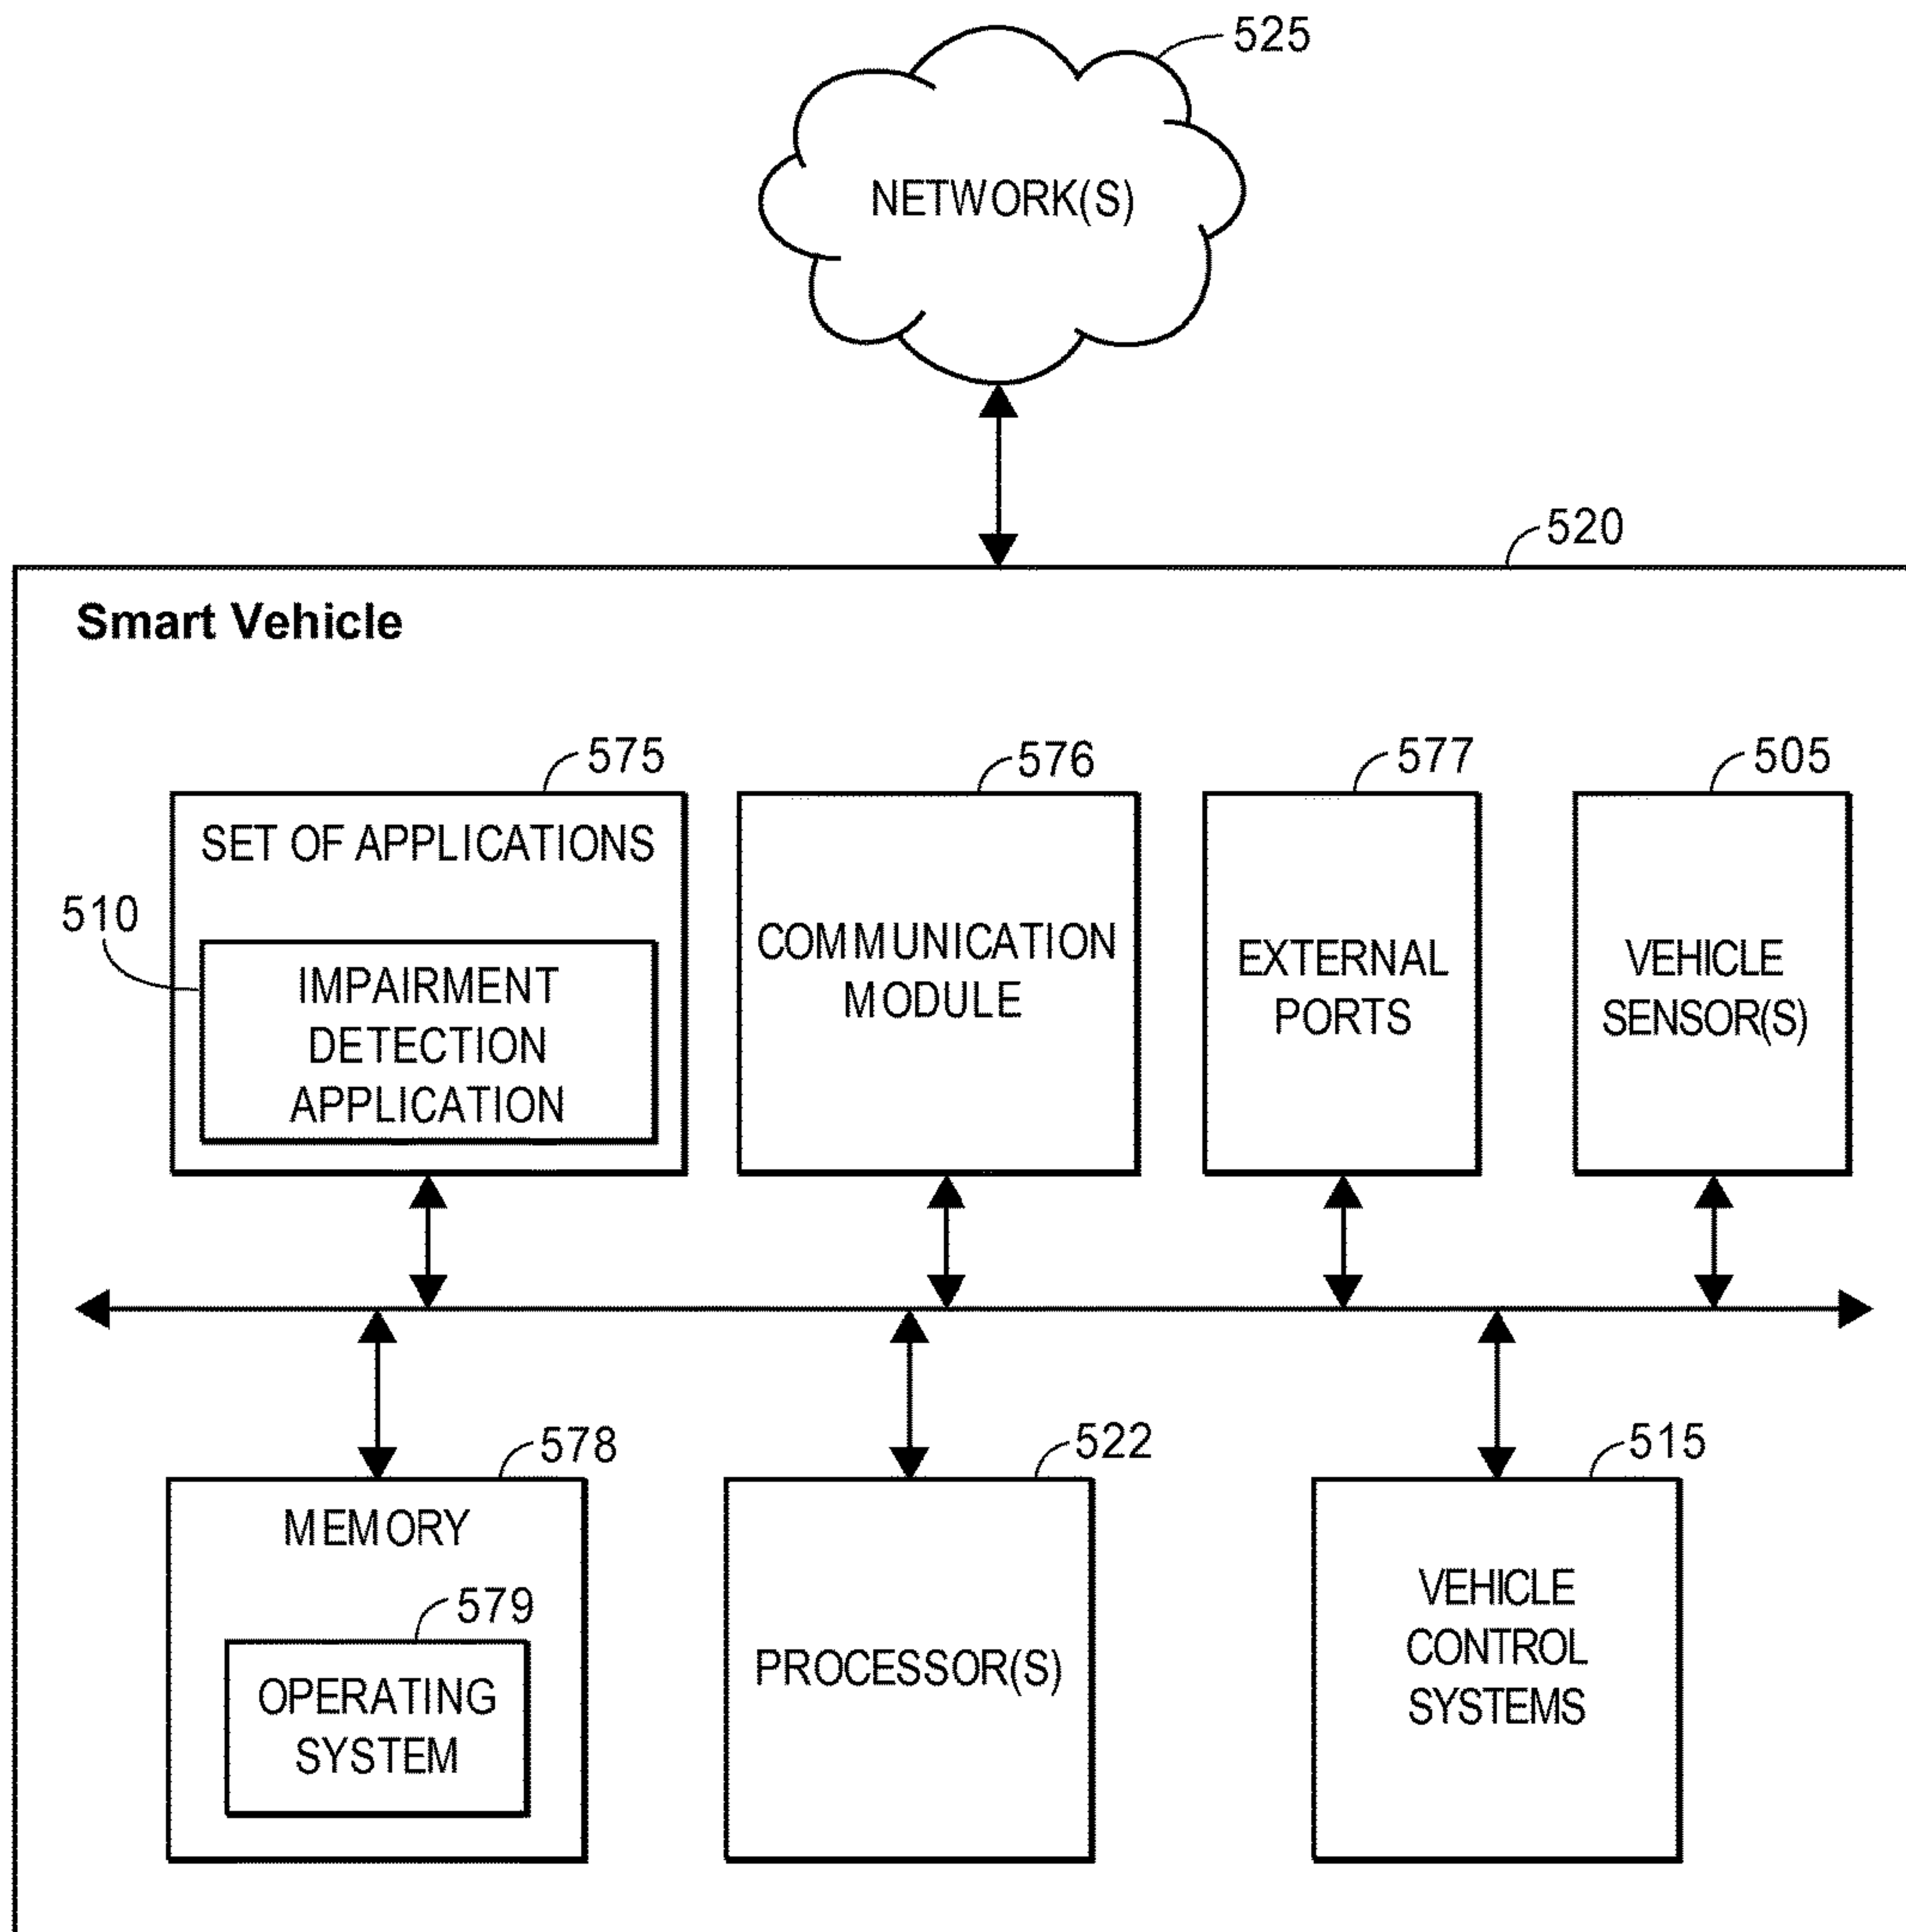 525
NETWORK(S)
520
Smart Vehicle
575
576
577
505
SET OF APPLICATIONS
510
IMPAIRMENT
DETECTION
APPLICATION
COMMUNICATION
MODULE
EXTERNAL
PORTS
VEHICLE
SENSOR(S)
578
522
515
MEMORY
579
OPERATING
SYSTEM
PROCESSOR(S)
VEHICLE
CONTROL
SYSTEMS